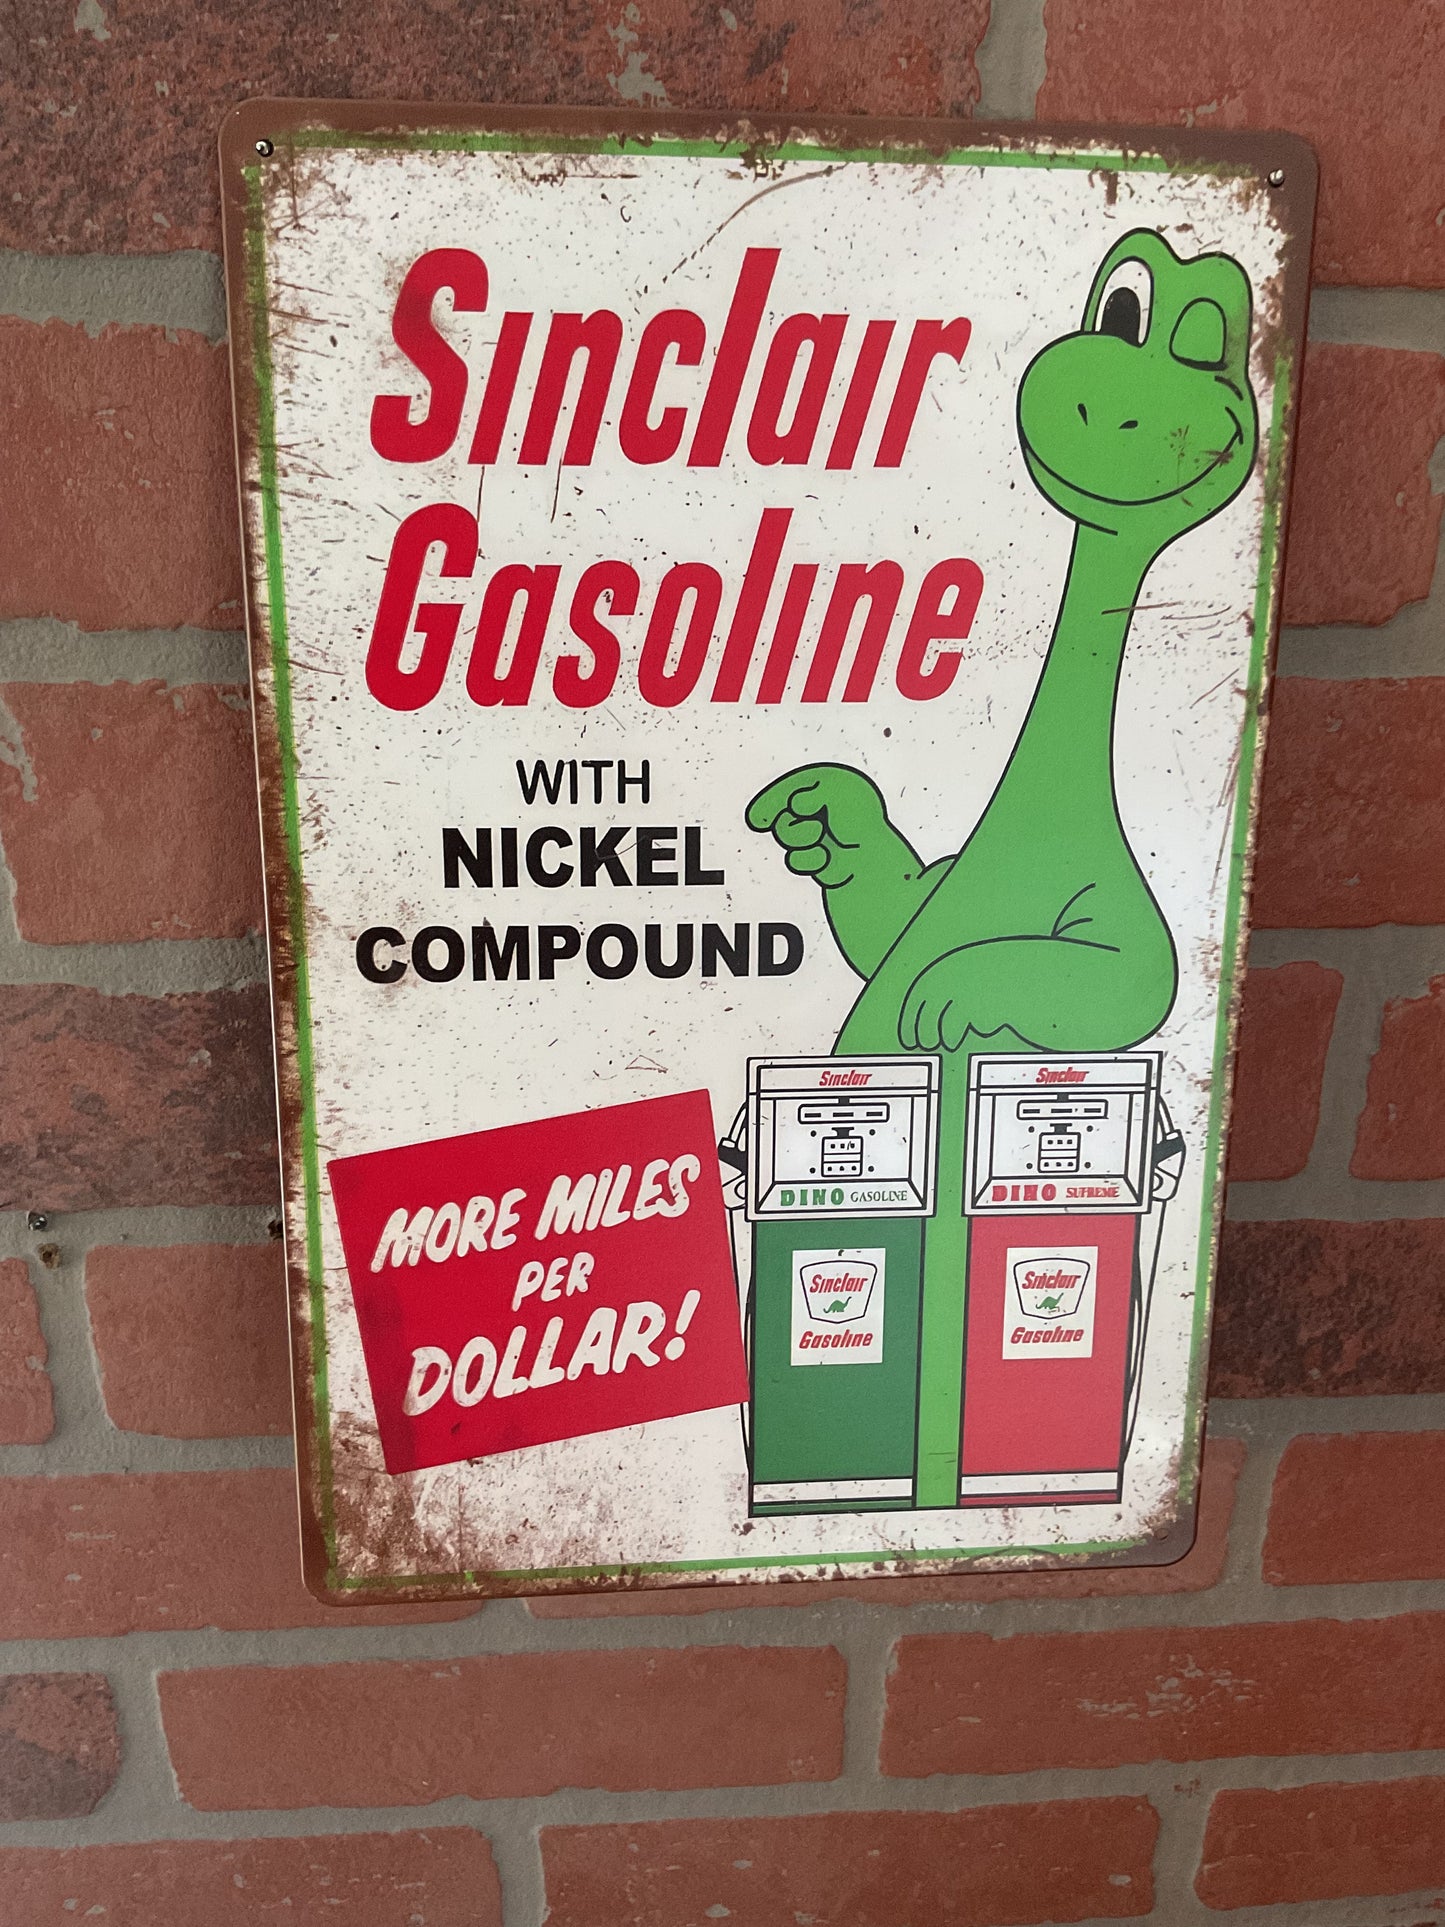 Sinclair
Gasoline
WITH
NICKEL
COMPOUND
MORE MILES
PER
DOLLAR!
Sinclair
DINO GASOLINE
Sinclair
Gasoline
Sinclair
DINO SUPREME
Sinclair
Gasoline